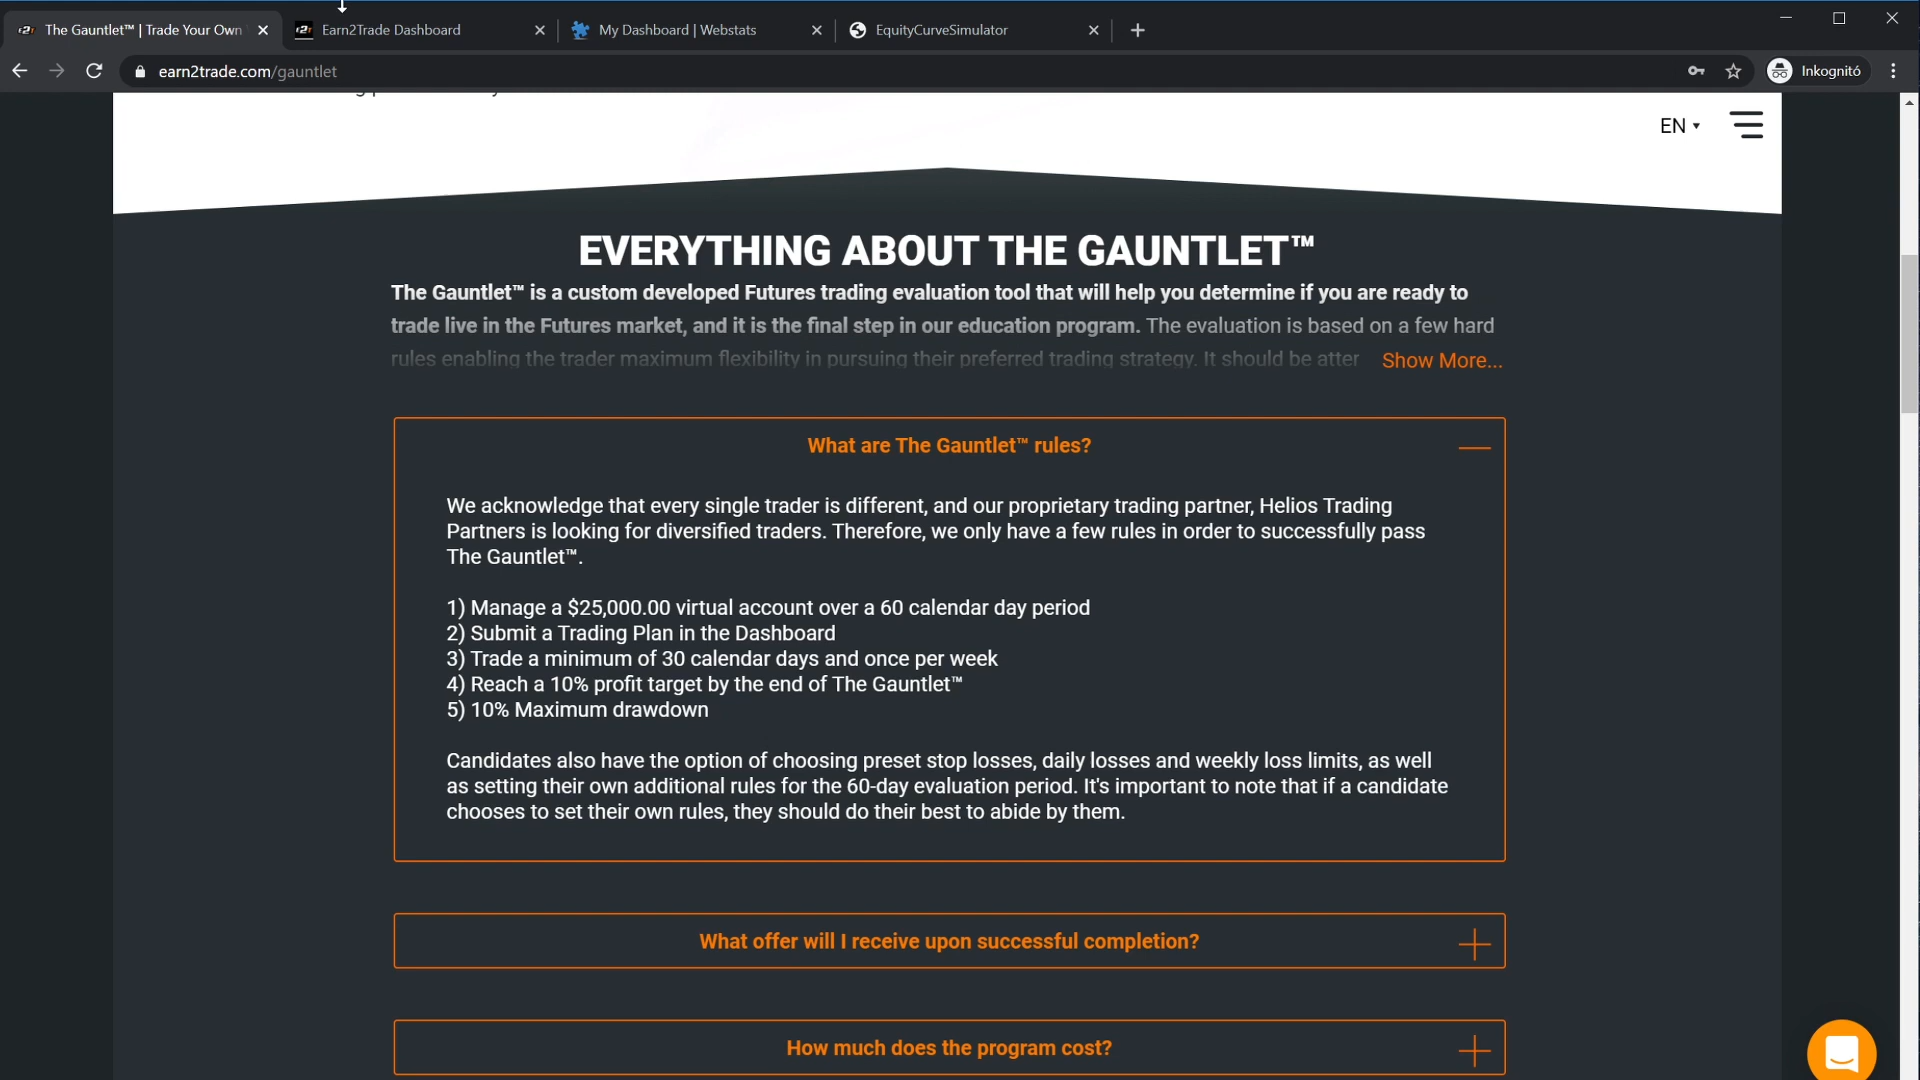 The Gauntlet™ | Trade Your Own
Earn2Trade Dashboard
My Dashboard | Webstats
EquityCurveSimulator
earn2trade.com/gauntlet
Inkognitó
EN
EVERYTHING ABOUT THE GAUNTLET™
The Gauntlet™ is a custom developed Futures trading evaluation tool that will help you determine if you are ready to
trade live in the Futures market, and it is the final step in our education program. The evaluation is based on a few hard
rules enabling the trader maximum flexibility in pursuing their preferred trading strategy. It should be atter Show More...
What are The Gauntlet™ rules?
We acknowledge that every single trader is different, and our proprietary trading partner, Helios Trading
Partners is looking for diversified traders. Therefore, we only have a few rules in order to successfully pass
The Gauntlet™.
1) Manage a $25,000.00 virtual account over a 60 calendar day period
2) Submit a Trading Plan in the Dashboard
3) Trade a minimum of 30 calendar days and once per week
4) Reach a 10% profit target by the end of The Gauntlet™
5) 10% Maximum drawdown
Candidates also have the option of choosing preset stop losses, daily losses and weekly loss limits, as well
as setting their own additional rules for the 60-day evaluation period. It's important to note that if a candidate
chooses to set their own rules, they should do their best to abide by them.
What offer will I receive upon successful completion?
How much does the program cost?